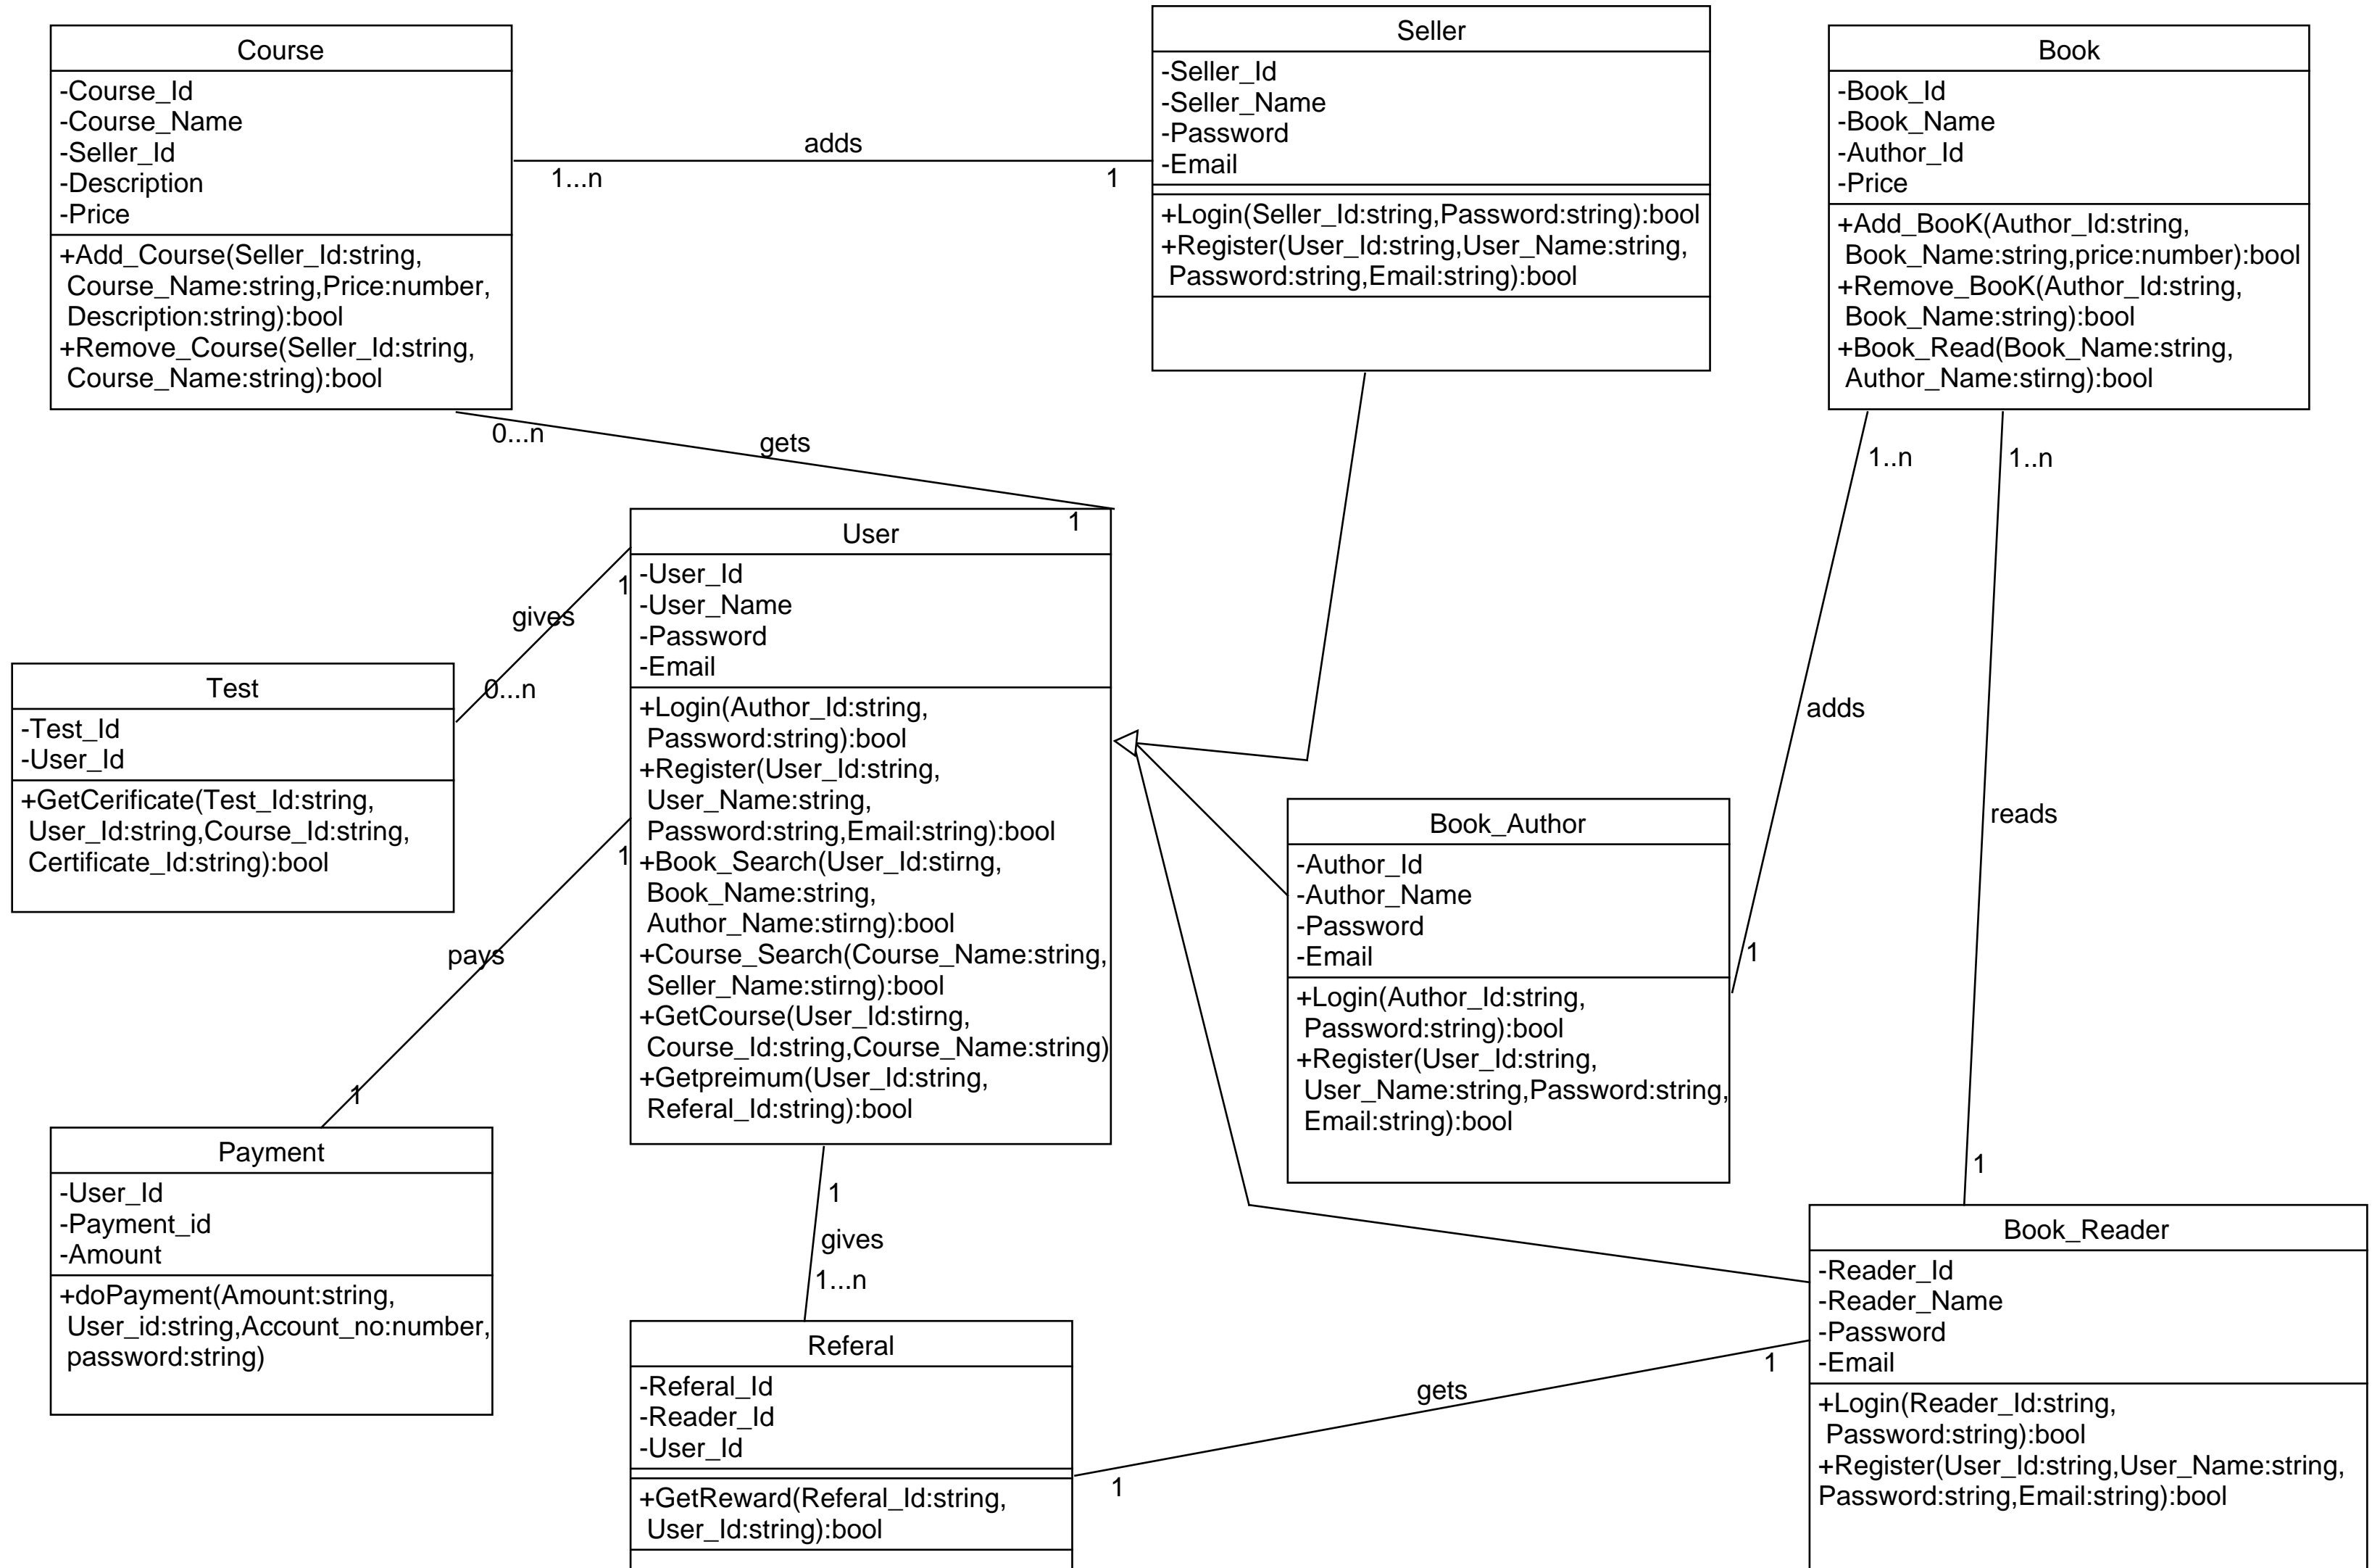 Course
-Course_Id
-Course_Name
-Seller_Id
-Description
-Price
+Add_Course(Seller_Id:string,
Course_Name:string,Price:number,
Description:string):bool
+Remove_Course(Seller_Id:string,
Course_Name:string):bool
adds
1...n
1
Seller
-Seller_Id
-Seller_Name
-Password
-Email
+Login(Seller_Id:string,Password:string):bool
+Register(User_Id:string,User_Name:string,
Password:string,Email:string):bool
Book
-Book_Id
-Book_Name
-Author_Id
-Price
+Add_BooK(Author_Id:string,
Book_Name:string,price:number):bool
+Remove_BooK(Author_Id:string,
Book_Name:string):bool
+Book_Read(Book_Name:string,
Author_Name:stirng):bool
0...n
gets
1
1..n
1..n
User
-User_Id
-User_Name
-Password
-Email
+Login(Author_Id:string,
Password:string):bool
+Register(User_Id:string,
User_Name:string,
Password:string,Email:string):bool
+Book_Search(User_Id:stirng,
Book_Name:string,
Author_Name:stirng):bool
+Course_Search(Course_Name:string,
Seller_Name:stirng):bool
+GetCourse(User_Id:stirng,
Course_Id:string,Course_Name:string)
+Getpreimum(User_Id:string,
Referal_Id:string):bool
1
gives
0...n
Test
-Test_Id
-User_Id
+GetCerificate(Test_Id:string,
User_Id:string,Course_Id:string,
Certificate_Id:string):bool
1
pays
1
adds
1
reads
1
Book_Author
-Author_Id
-Author_Name
-Password
-Email
+Login(Author_Id:string,
Password:string):bool
+Register(User_Id:string,
User_Name:string,Password:string,
Email:string):bool
Payment
-User_Id
-Payment_id
-Amount
+doPayment(Amount:string,
User_id:string,Account_no:number,
password:string)
1
gives
1...n
Referal
-Referal_Id
-Reader_Id
-User_Id
+GetReward(Referal_Id:string,
User_Id:string):bool
1
gets
1
Book_Reader
-Reader_Id
-Reader_Name
-Password
-Email
+Login(Reader_Id:string,
Password:string):bool
+Register(User_Id:string,User_Name:string,
Password:string,Email:string):bool